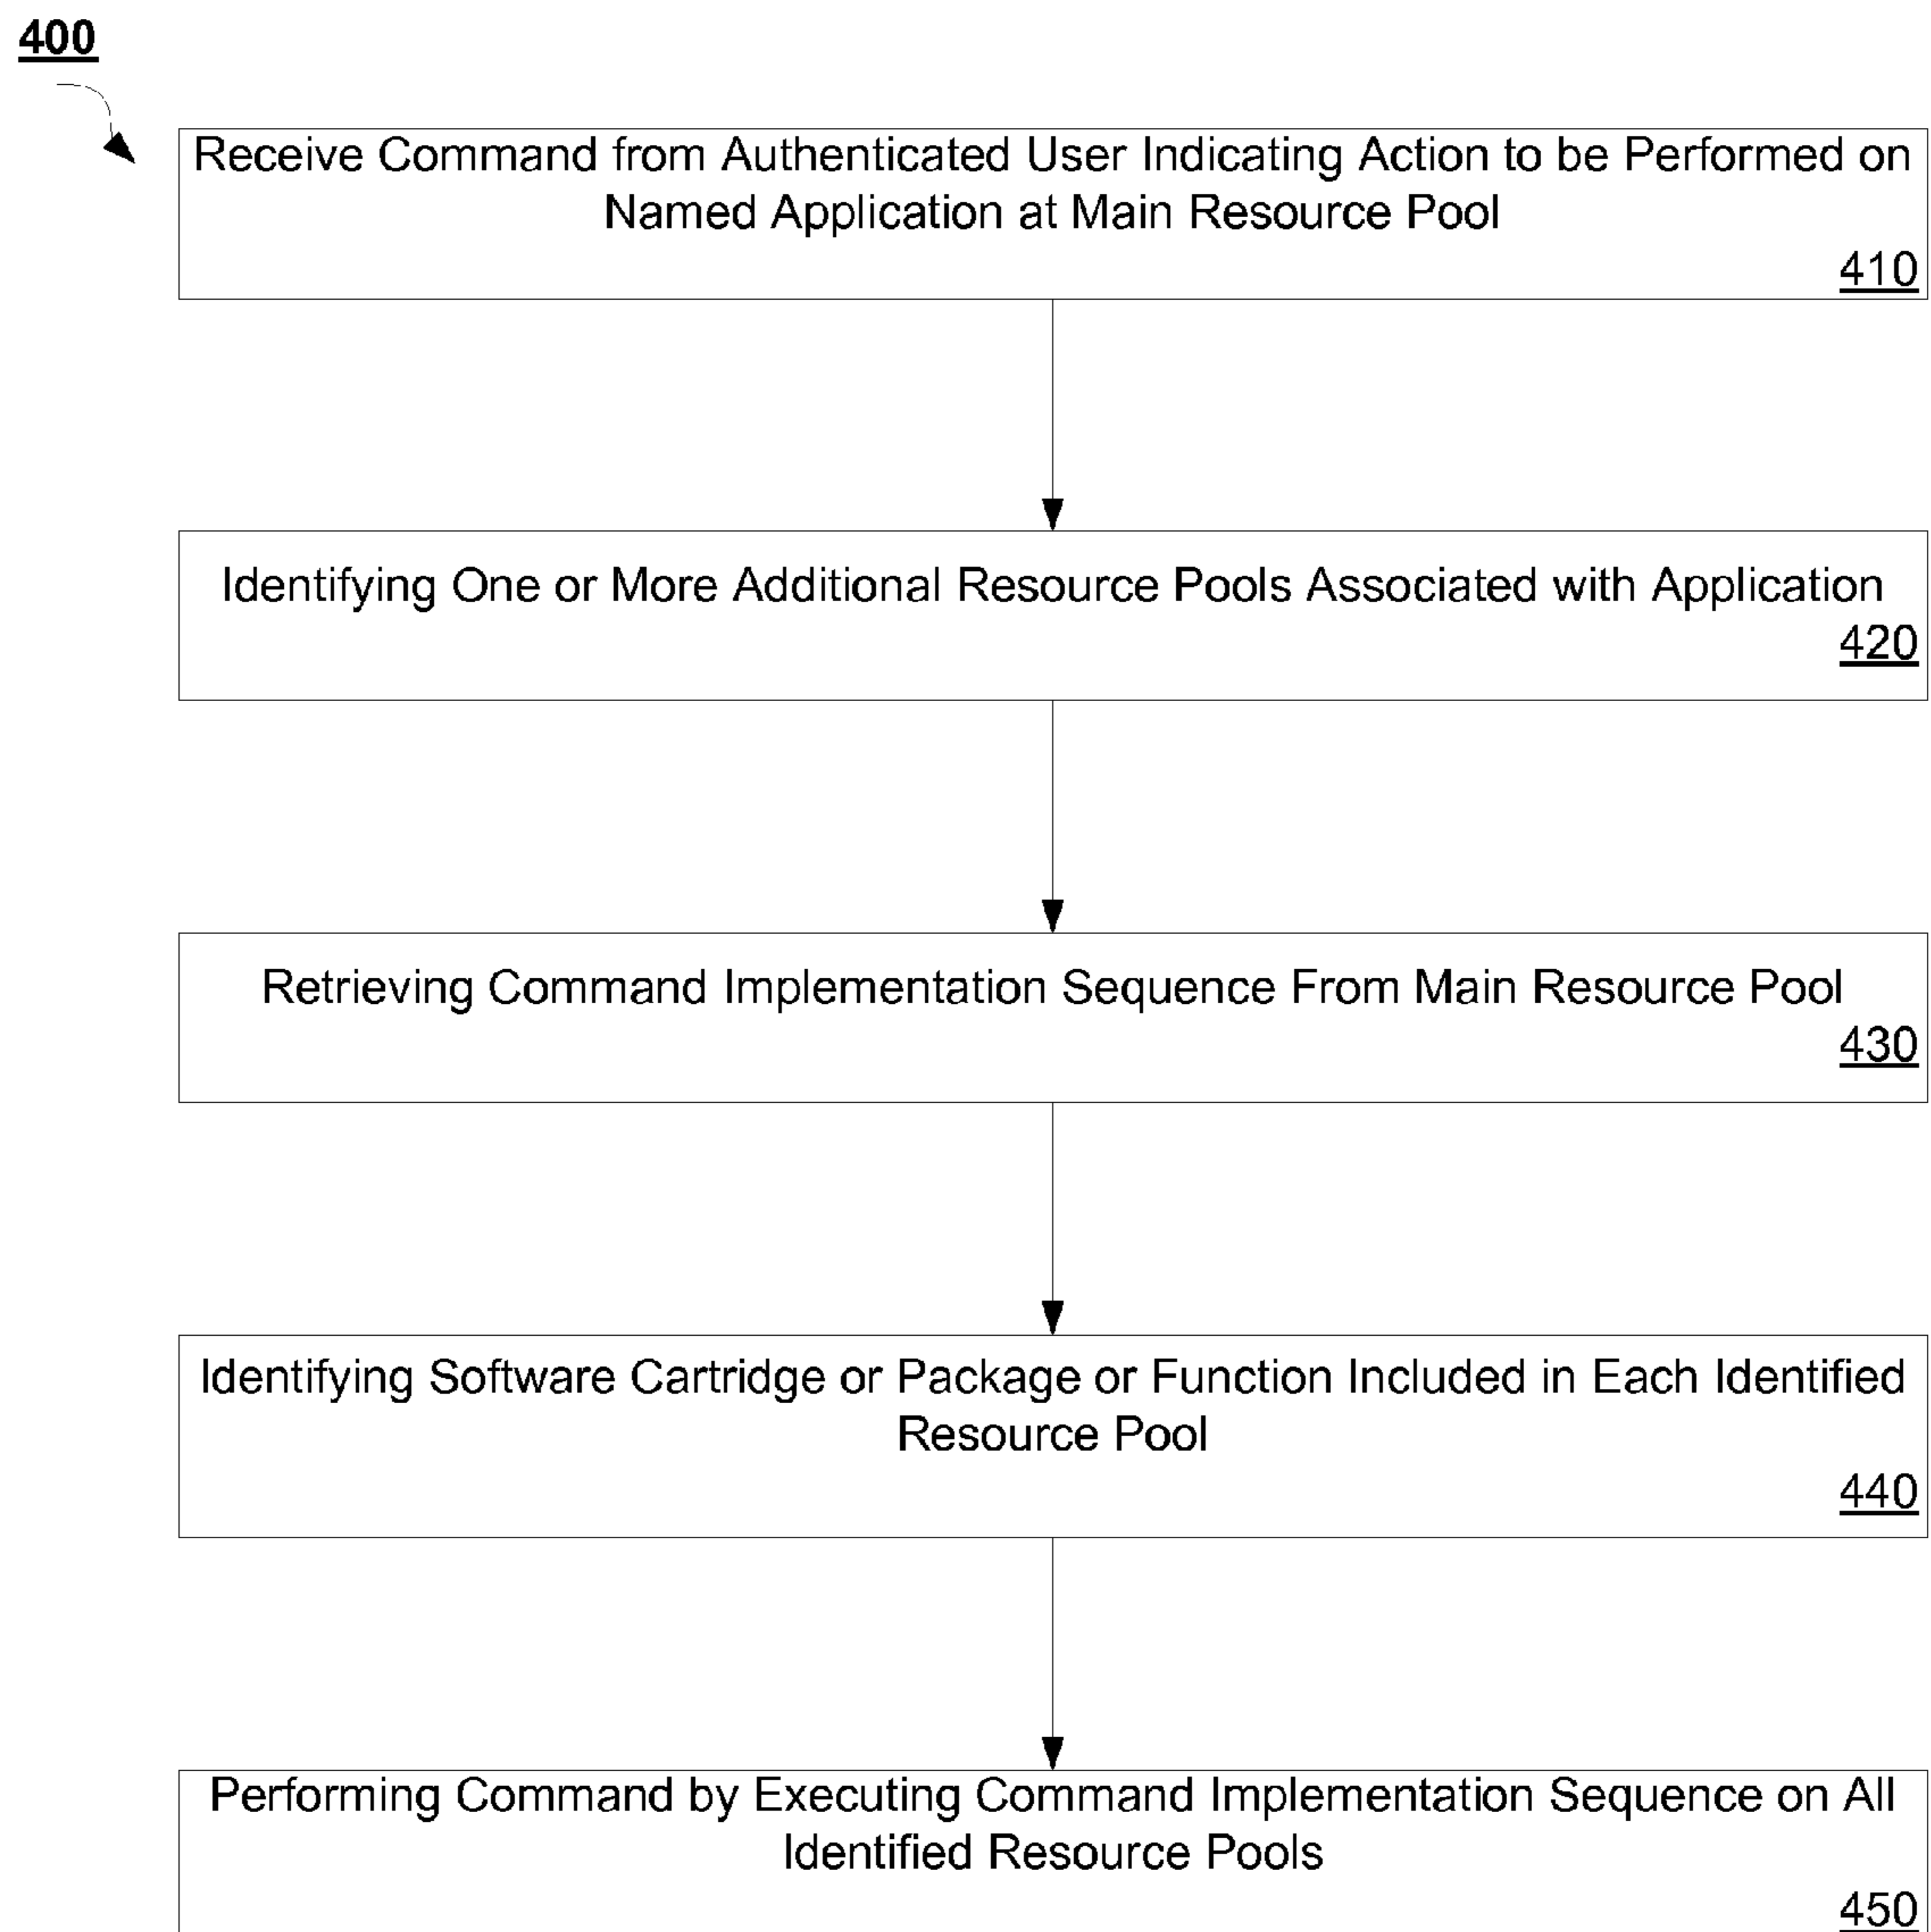 400
Receive Command from Authenticated User Indicating Action to be Performed on
Named Application at Main Resource Pool
410
Identifying One or More Additional Resource Pools Associated with Application
420
Retrieving Command Implementation Sequence From Main Resource Pool
430
Identifying Software Cartridge or Package or Function Included in Each Identified
Resource Pool
440
Performing Command by Executing Command Implementation Sequence on All
Identified Resource Pools
450